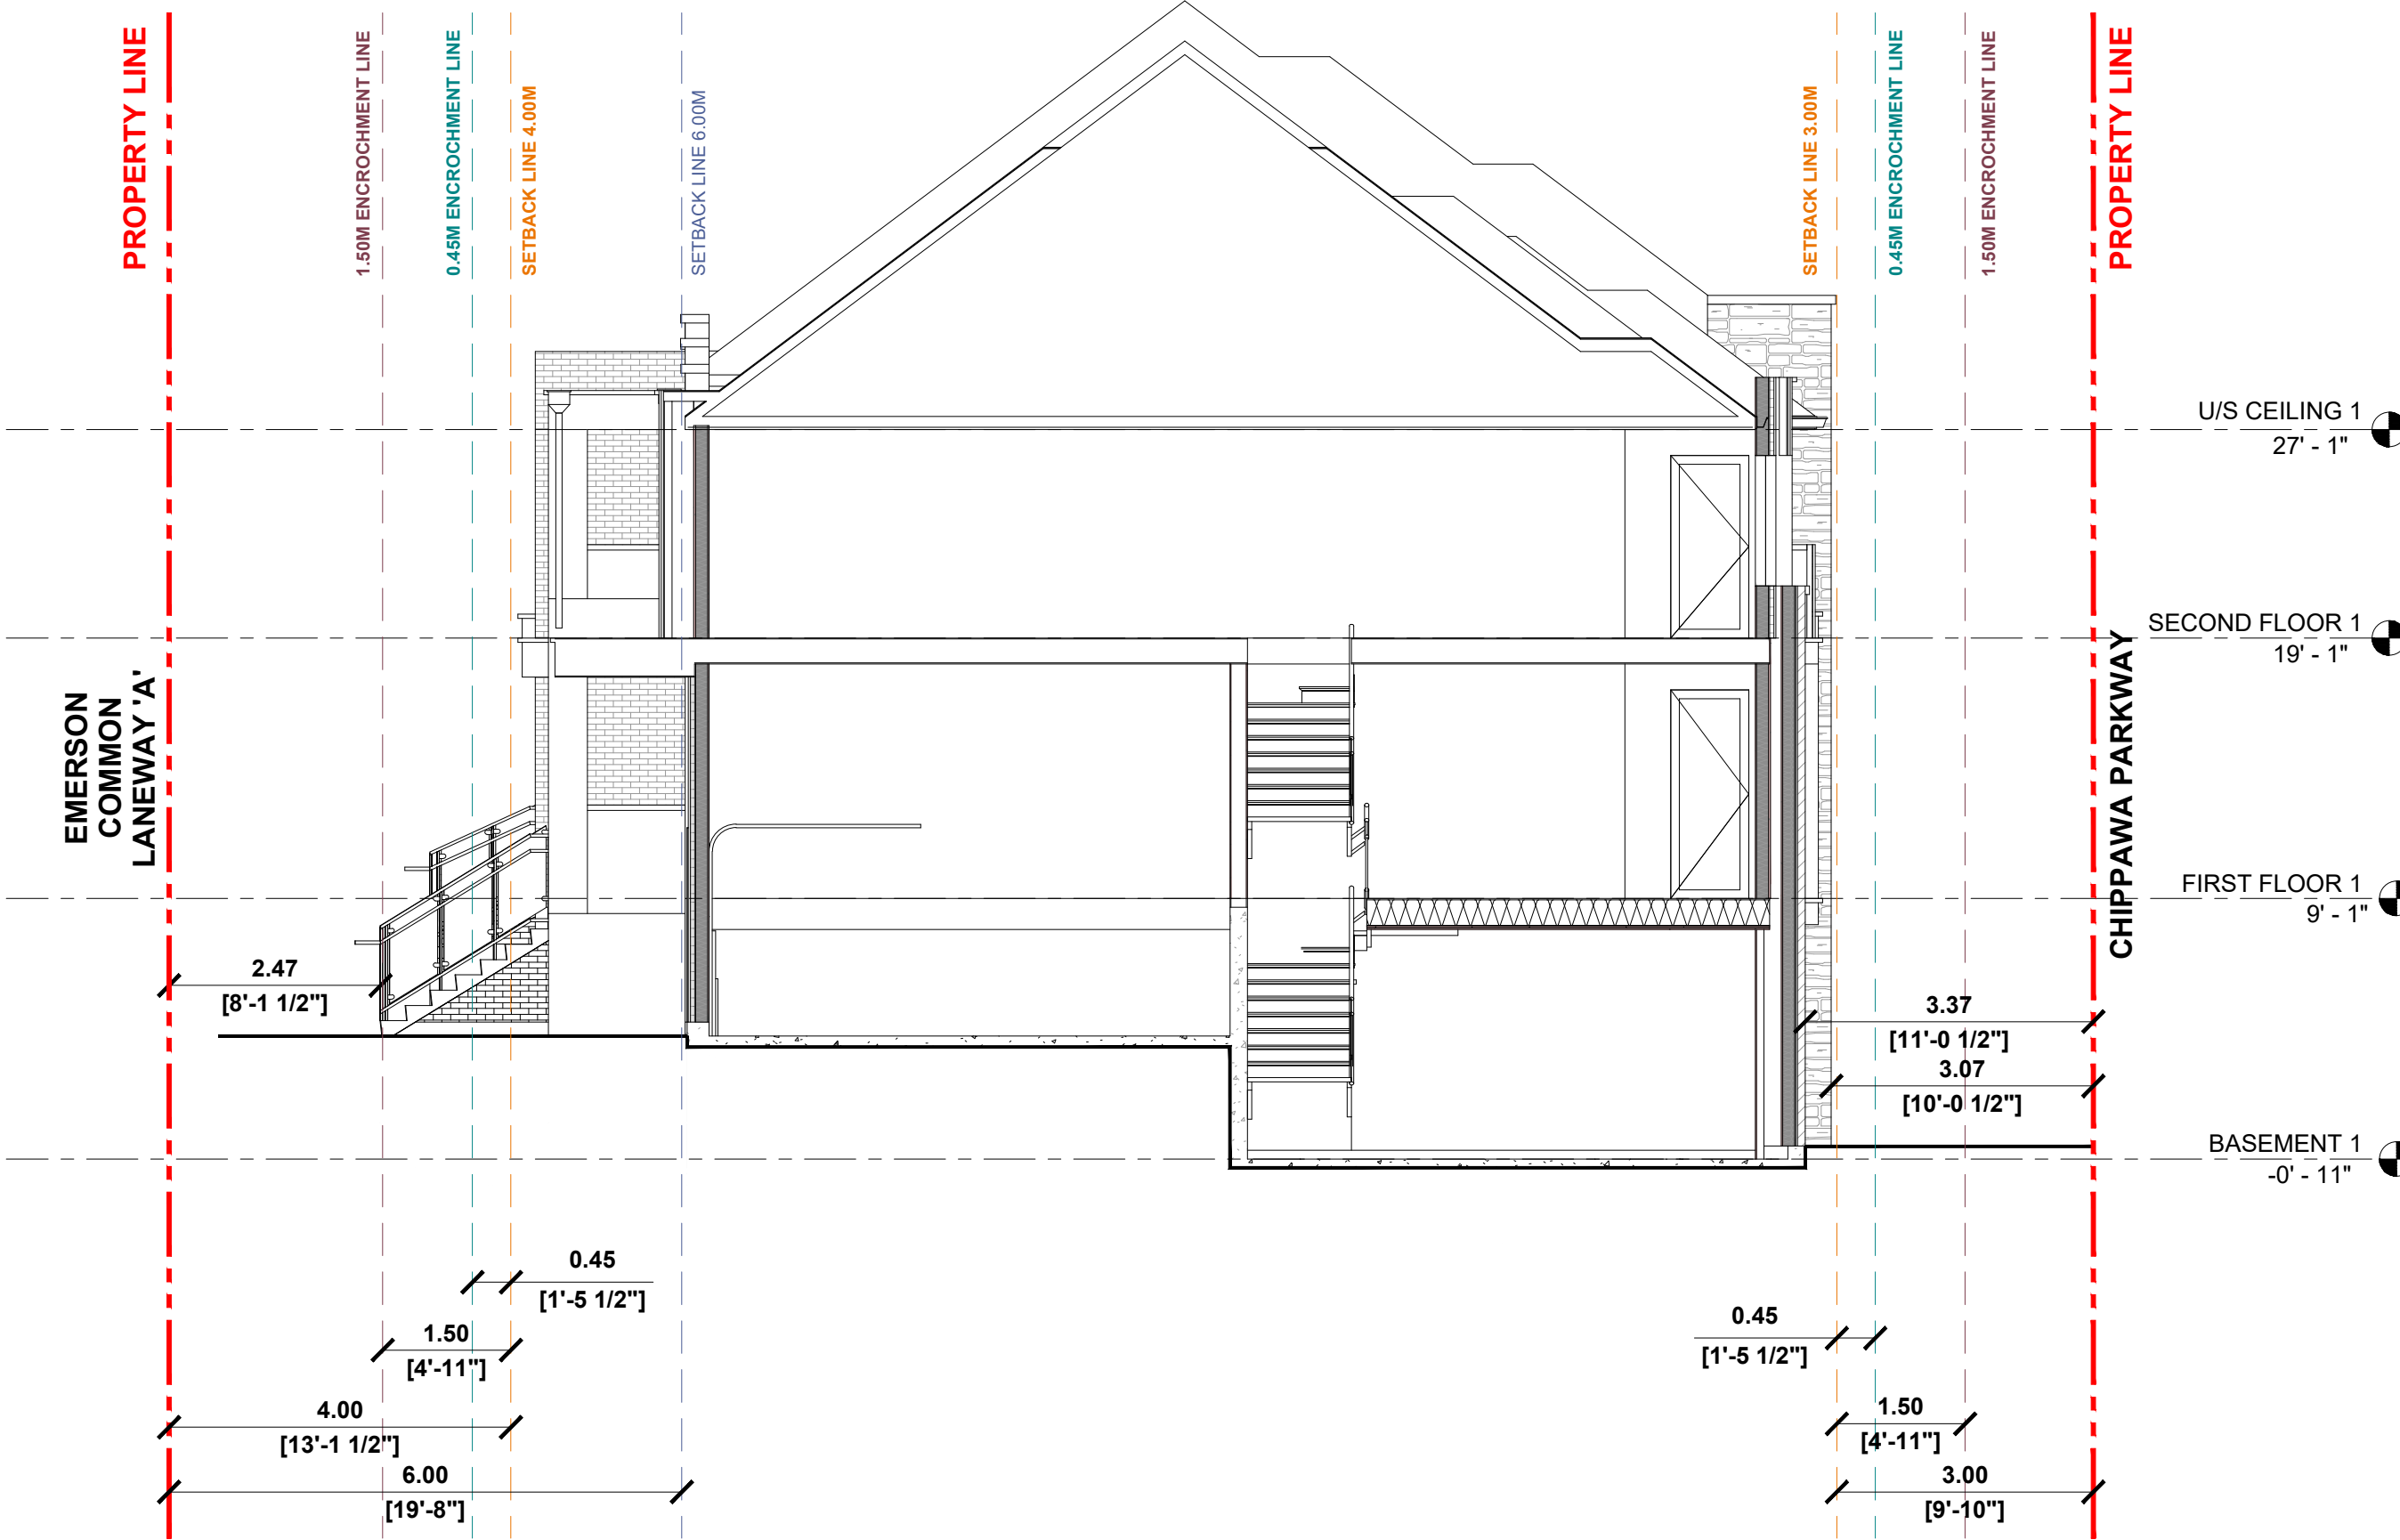 PROPERTY LINE
1.50M ENCROCHMENT LINE
0.45M ENCROCHMENT LINE
SETBACK LINE 4.00M
SETBACK LINE 6.00M
SETBACK LINE 3.00M
0.45M ENCROCHMENT LINE
1.50M ENCROCHMENT LINE
PROPERTY LINE
U/S CEILING 1
27' - 1"
SECOND FLOOR 1
19' - 1"
EMERSON
COMMON
LANEWAY 'A'
CHIPPAWA PARKWAY
FIRST FLOOR 1
9' - 1"
2.47
[8'-1 1/2"]
3.37
[11'-0 1/2"]
3.07
[10'-0 1/2"]
BASEMENT 1
-0' - 11"
0.45
[1'-5 1/2"]
1.50
[4'-11"]
4.00
[13'-1 1/2"]
6.00
[19'-8"]
0.45
[1'-5 1/2"]
1.50
[4'-11"]
3.00
[9'-10"]